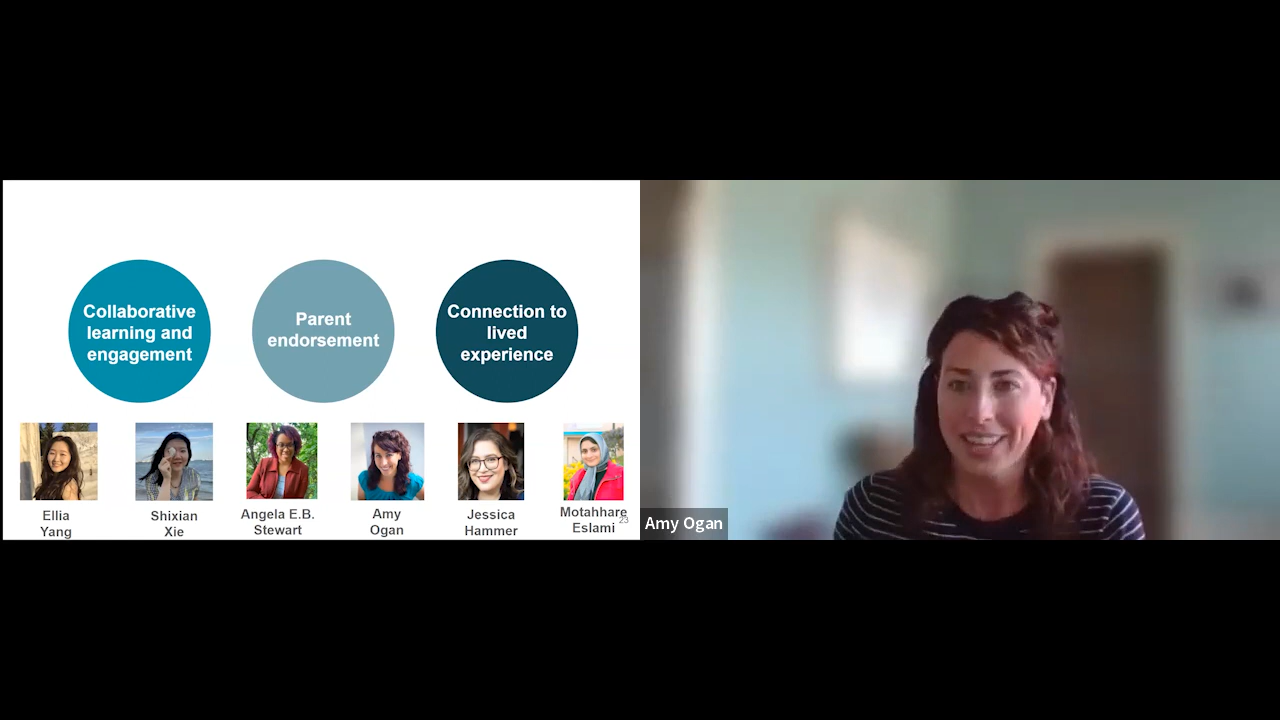 Collaborative
learning and
engagement
Parent
endorsement
Connection to
lived
experience
Ellia
Yang
Shixian
Xie
Angela E.B.
Stewart
Amy
Ogan
Jessica
Hammer
Motahhare
Eslami
23
Amy Ogan